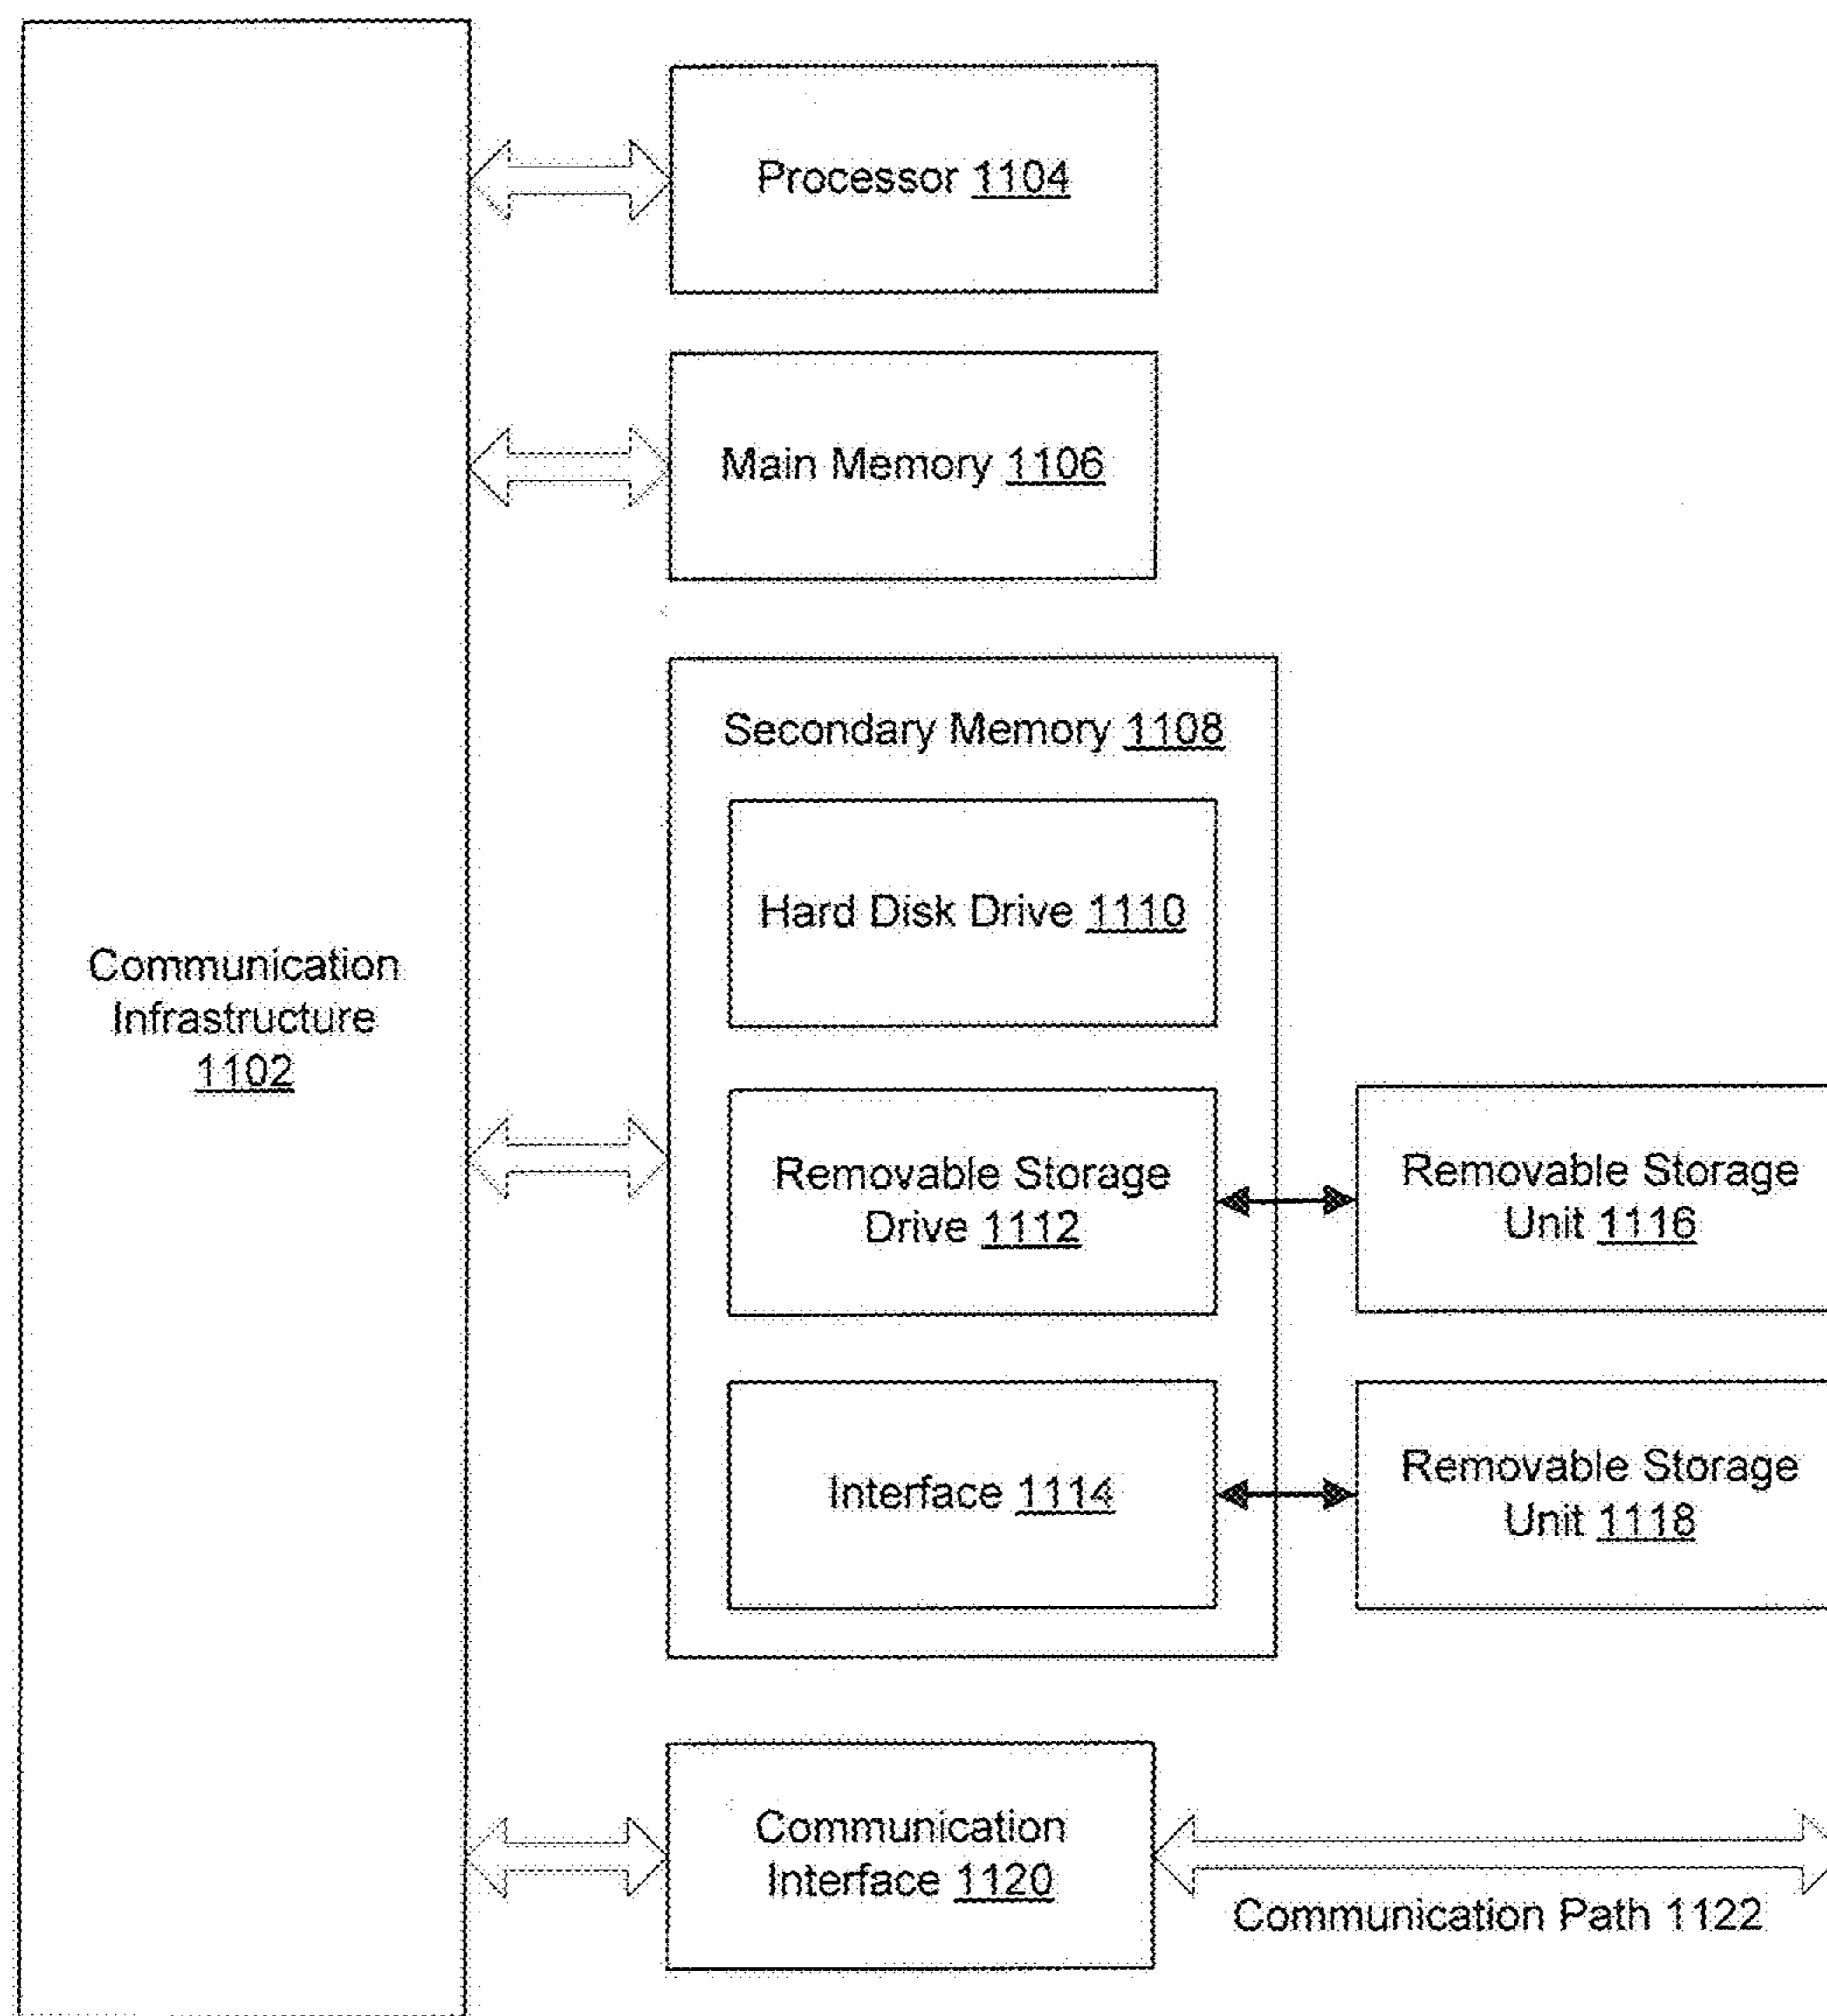 Processor 1104
Main Memory 1106
Secondary Memory 1108
Hard Disk Drive 1110
Communication
Infrastructure
1102
Removable Storage
Drive 1112
Removable Storage
Unit 1116
Interface 1114
Removable Storage
Unit 1118
Communication
Interface 1120
Communication Path 1122